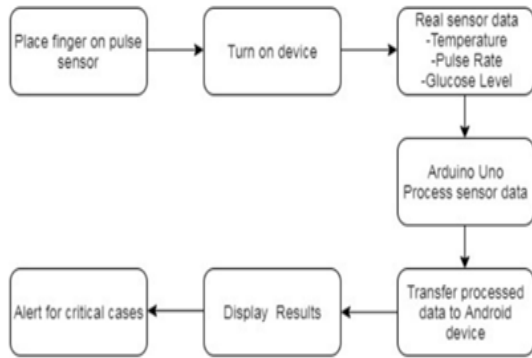 Place finger on pulse
sensor
Turn on device
Real sensor data
-Temperature
-Pulse Rate
-Glucose Level
Arduino Uno
Process sensor data
Transfer processed
data to Android
device
Display Results
Alert for critical cases